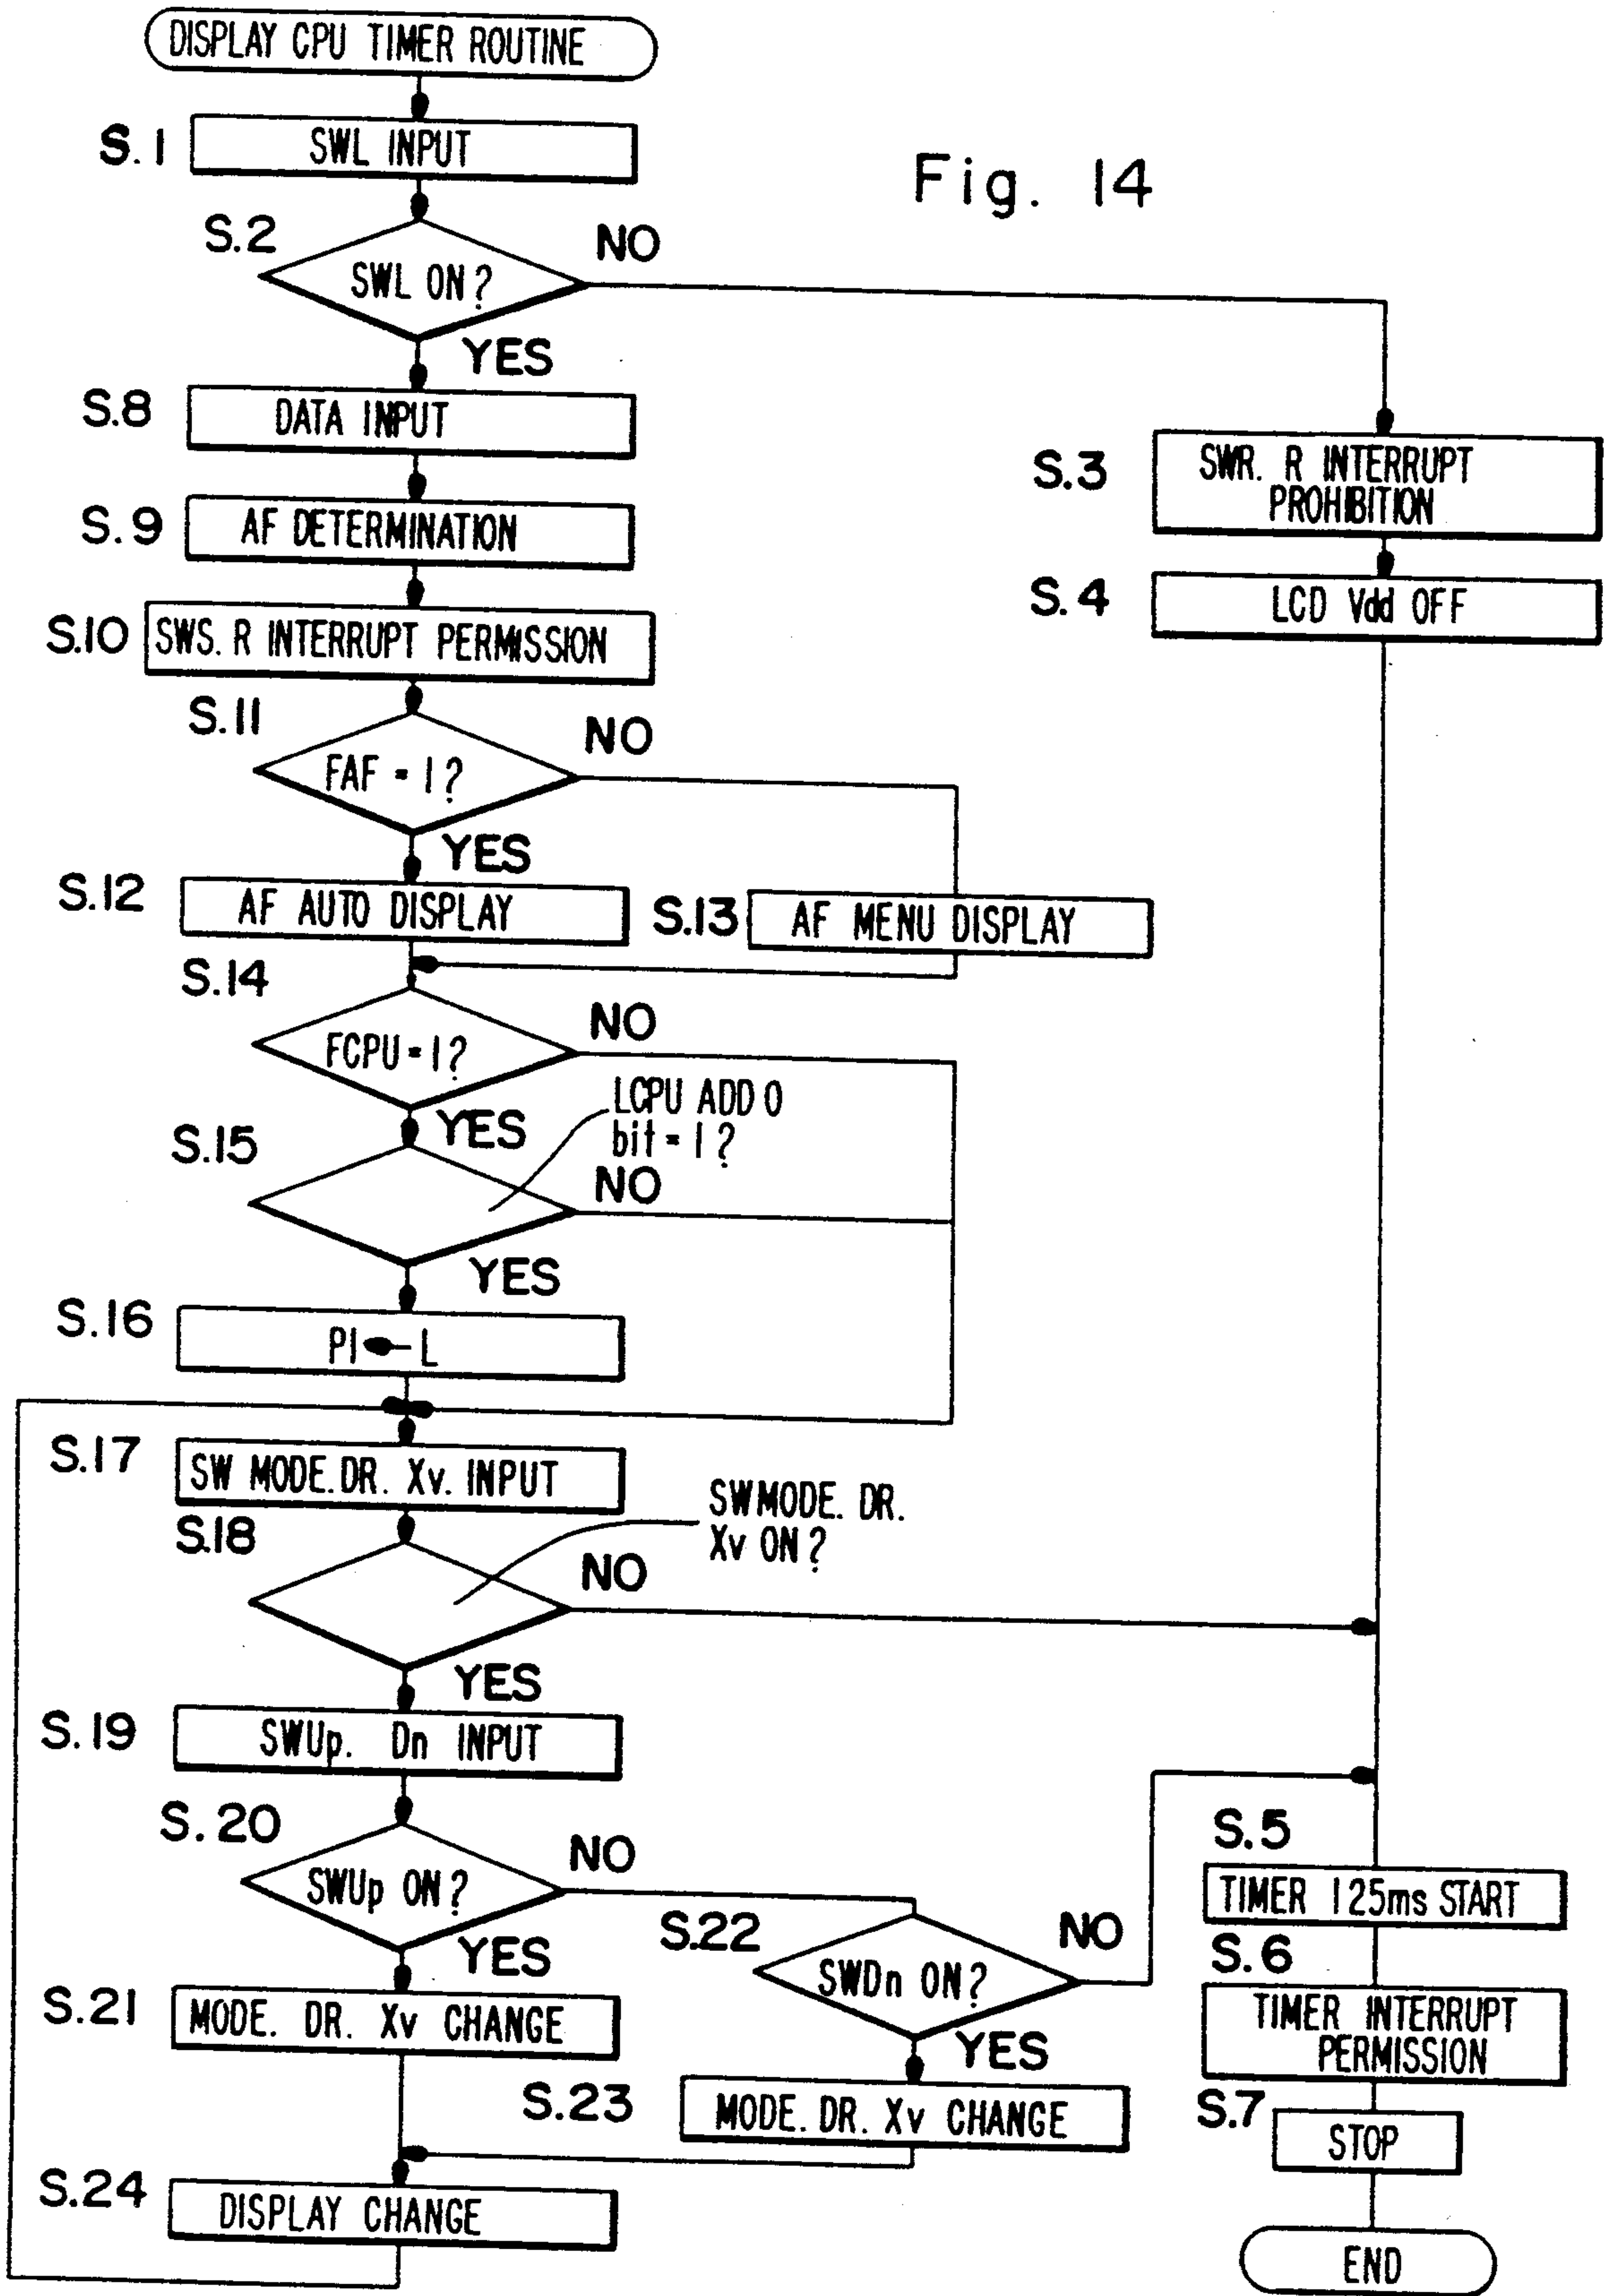 DISPLAY CPU TIMER ROUTINE
S.1
SWL INPUT
Fig. 14
S.2
SWL ON?
NO
YES
S.8
DATA INPUT
S.3
SWR. R INTERRUPT
PROHIBITION
S.9
AF DETERMINATION
S.4
LCD Vdd OFF
S.10
SWS. R INTERRUPT PERMISSION
S.11
FAF = 1?
NO
YES
S.12
AF AUTO DISPLAY
S.13
AF MENU DISPLAY
S.14
FCPU = 1?
NO
YES
LCPU ADD 0
bit = 1?
S.15
NO
YES
S.16
PI ← L
S.17
SW MODE. DR. Xv. INPUT
S.18
SWMODE. DR.
Xv ON?
NO
YES
S.19
SWUp. Dn INPUT
S.20
SWUp ON?
NO
YES
S.5
TIMER 125ms START
S.22
SWDn ON?
NO
YES
S.6
TIMER INTERRUPT
PERMISSION
S.21
MODE. DR. Xv CHANGE
S.23
MODE. DR. Xv CHANGE
S.7
STOP
S.24
DISPLAY CHANGE
END